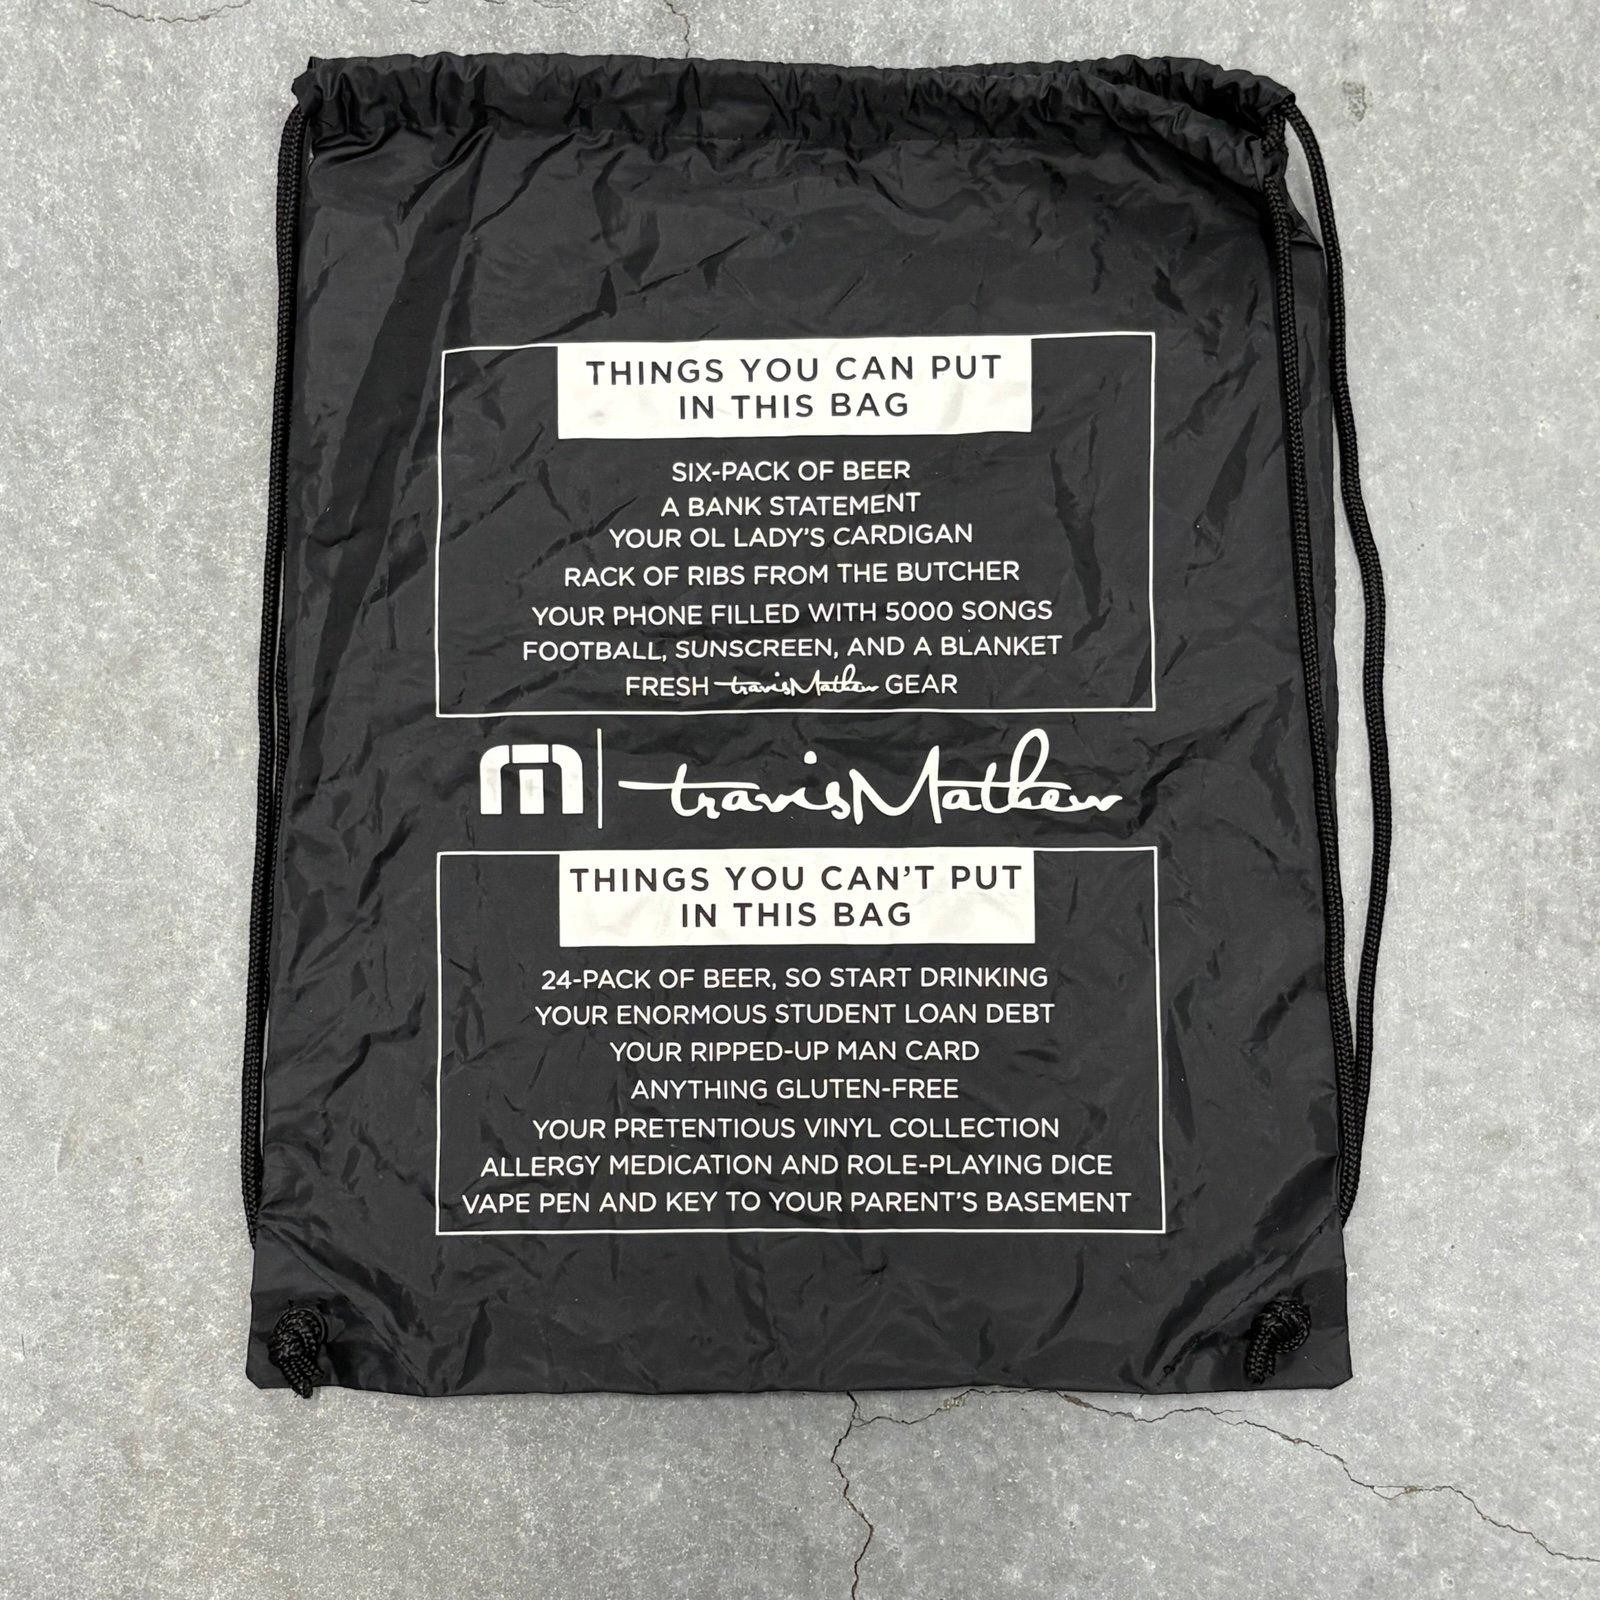 THINGS YOU CAN PUT
IN THIS BAG
SIX-PACK OF BEER
A BANK STATEMENT
YOUR OL LADY'S CARDIGAN
RACK OF RIBS FROM THE BUTCHER
YOUR PHONE FILLED WITH 5000 SONGS
FOOTBALL, SUNSCREEN, AND A BLANKET
FRESH travisMathew GEAR
travisMathew
THINGS YOU CAN'T PUT
IN THIS BAG
24-PACK OF BEER, SO START DRINKING
YOUR ENORMOUS STUDENT LOAN DEBT
YOUR RIPPED-UP MAN CARD
ANYTHING GLUTEN-FREE
YOUR PRETENTIOUS VINYL COLLECTION
ALLERGY MEDICATION AND ROLE-PLAYING DICE
VAPE PEN AND KEY TO YOUR PARENT'S BASEMENT